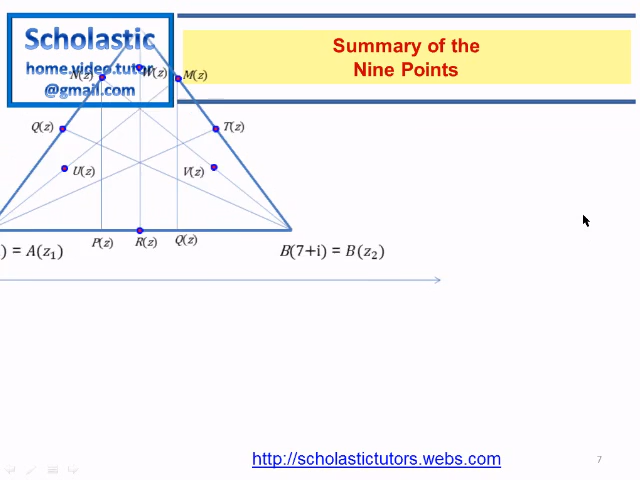 Scholastic
home.video.tutor
@gmail.com
Summary of the
Nine Points
N(z)
W(z)
M(z)
Q(z)
T(z)
U(z)
V(z)
P(z)
R(z)
Q(z)
) = A(z₁)
B(7+i) = B(z₂)
http://scholastictutors.webs.com
7